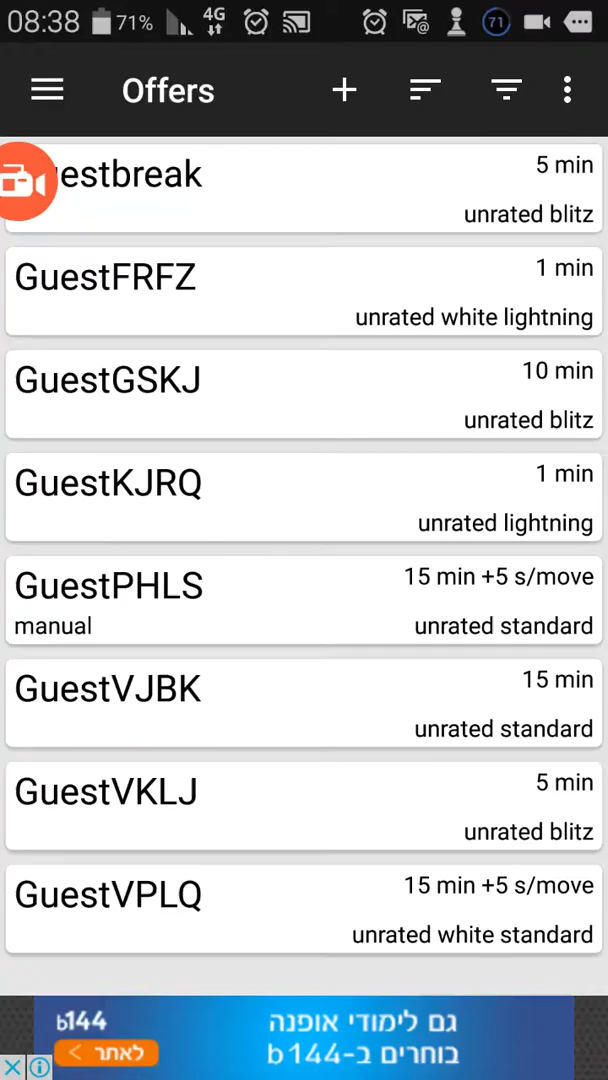 08:38 71% 4G 71
Offers
estbreak
5 min
unrated blitz
GuestFRFZ
1 min
unrated white lightning
GuestGSKJ
10 min
unrated blitz
GuestKJRQ
1 min
unrated lightning
GuestPHLS
15 min +5 s/move
manual
unrated standard
GuestVJBK
15 min
unrated standard
GuestVKLJ
5 min
unrated blitz
GuestVPLQ
15 min +5 s/move
unrated white standard
b144
גם לימודי אופנה
לאתר >
בוחרים ב-b144